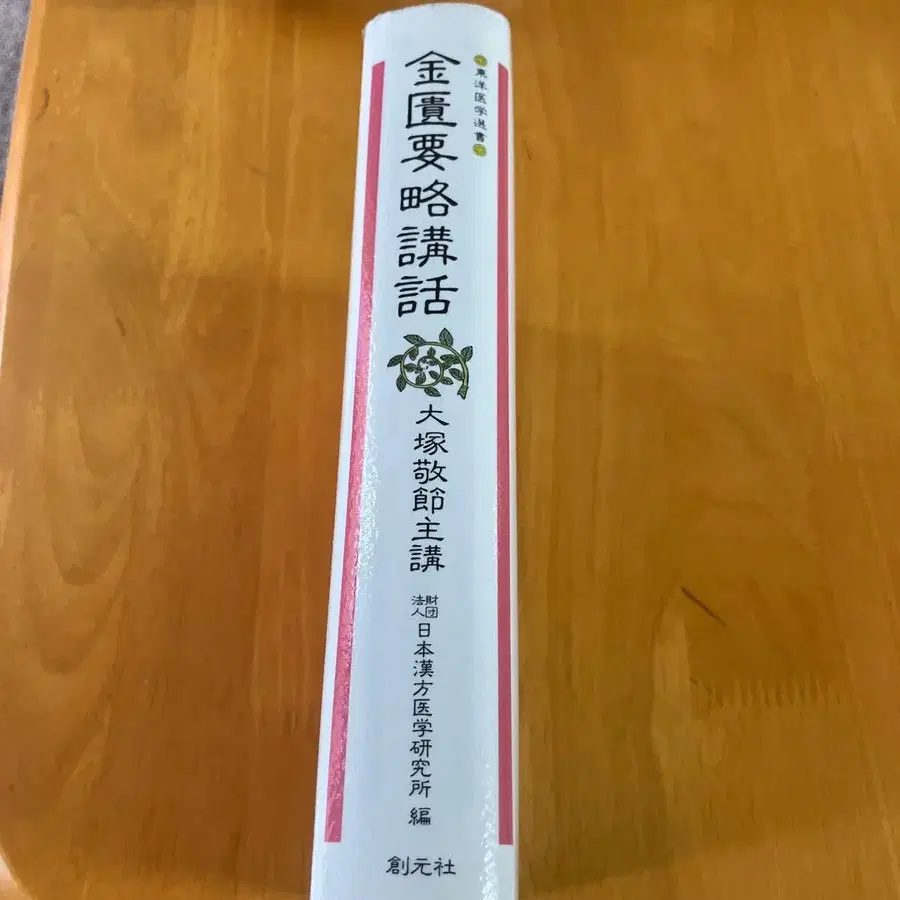 東洋医学選書
金匱要略講話
大塚敬節主講
財団
法人
日本漢方医学研究所 編
創元社